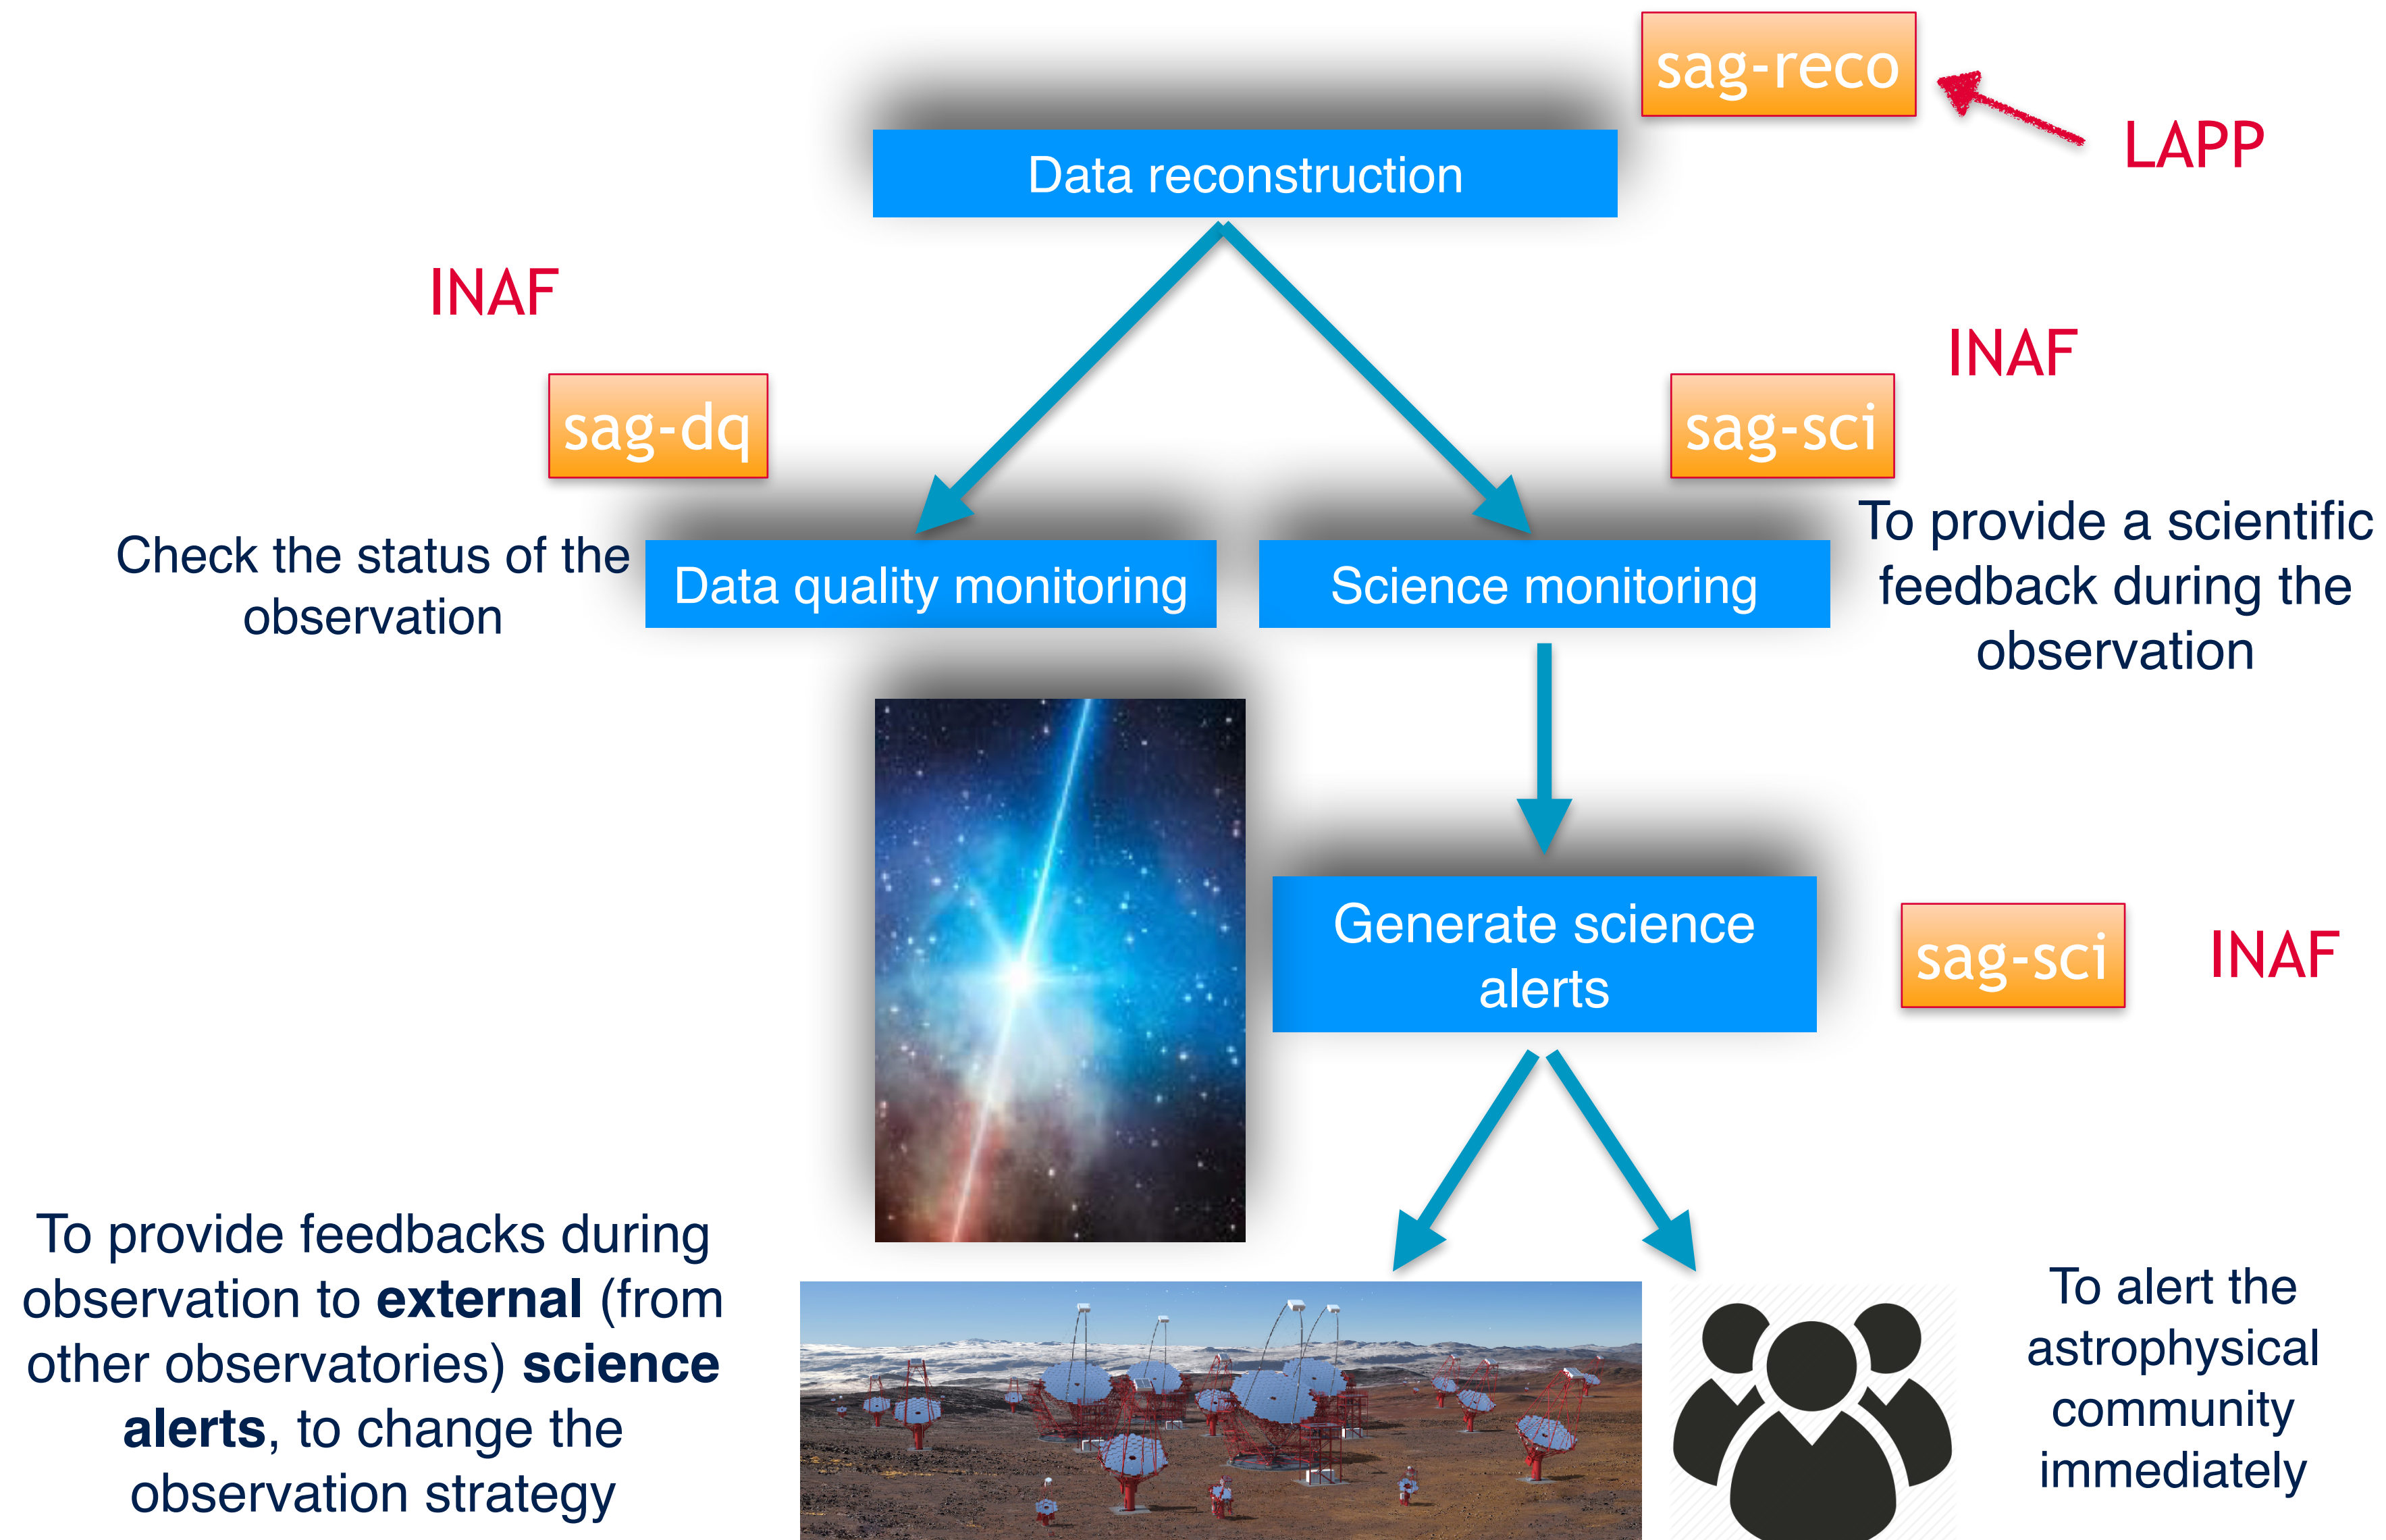 sag-reco
LAPP
Data reconstruction
INAF
INAF
sag-dq
sag-sci
Check the status of the
observation
Data quality monitoring
Science monitoring
To provide a scientific
feedback during the
observation
Generate science
alerts
sag-sci
INAF
To provide feedbacks during
observation to external (from
other observatories) science
alerts, to change the
observation strategy
To alert the
astrophysical
community
immediately